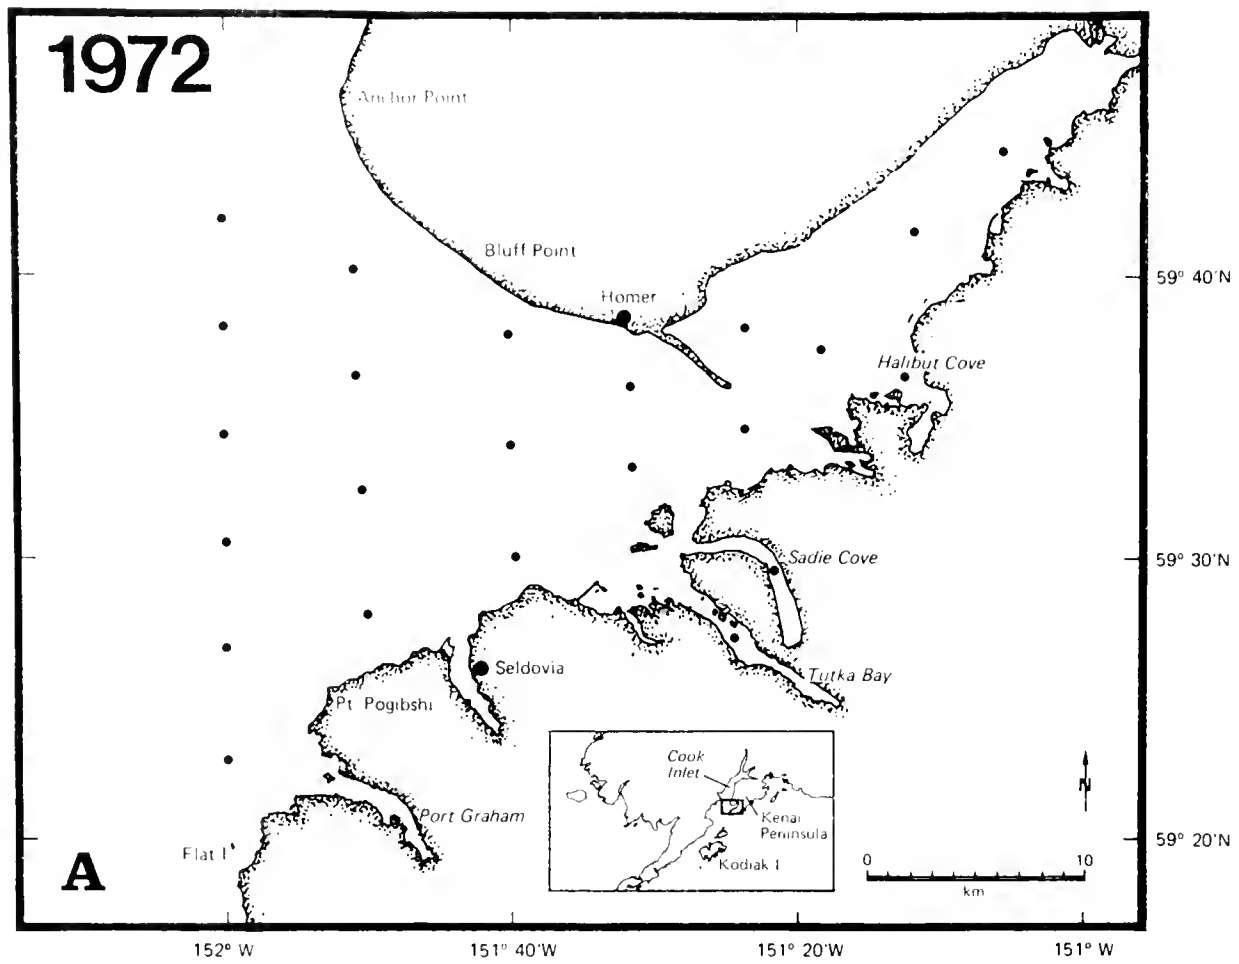 1972
Anchor Point
Bluff Point
Homer
59° 40'N
Halibut Cove
Sadie Cove
59° 30'N
Seldovia
Tutka Bay
Pt. Pogibshi
Cook
Inlet
N
Port Graham
Kenai
Peninsula
59° 20'N
Flat I
Kodiak I
0 10
km
A
152° W
151° 40'W
151° 20'W
151° W